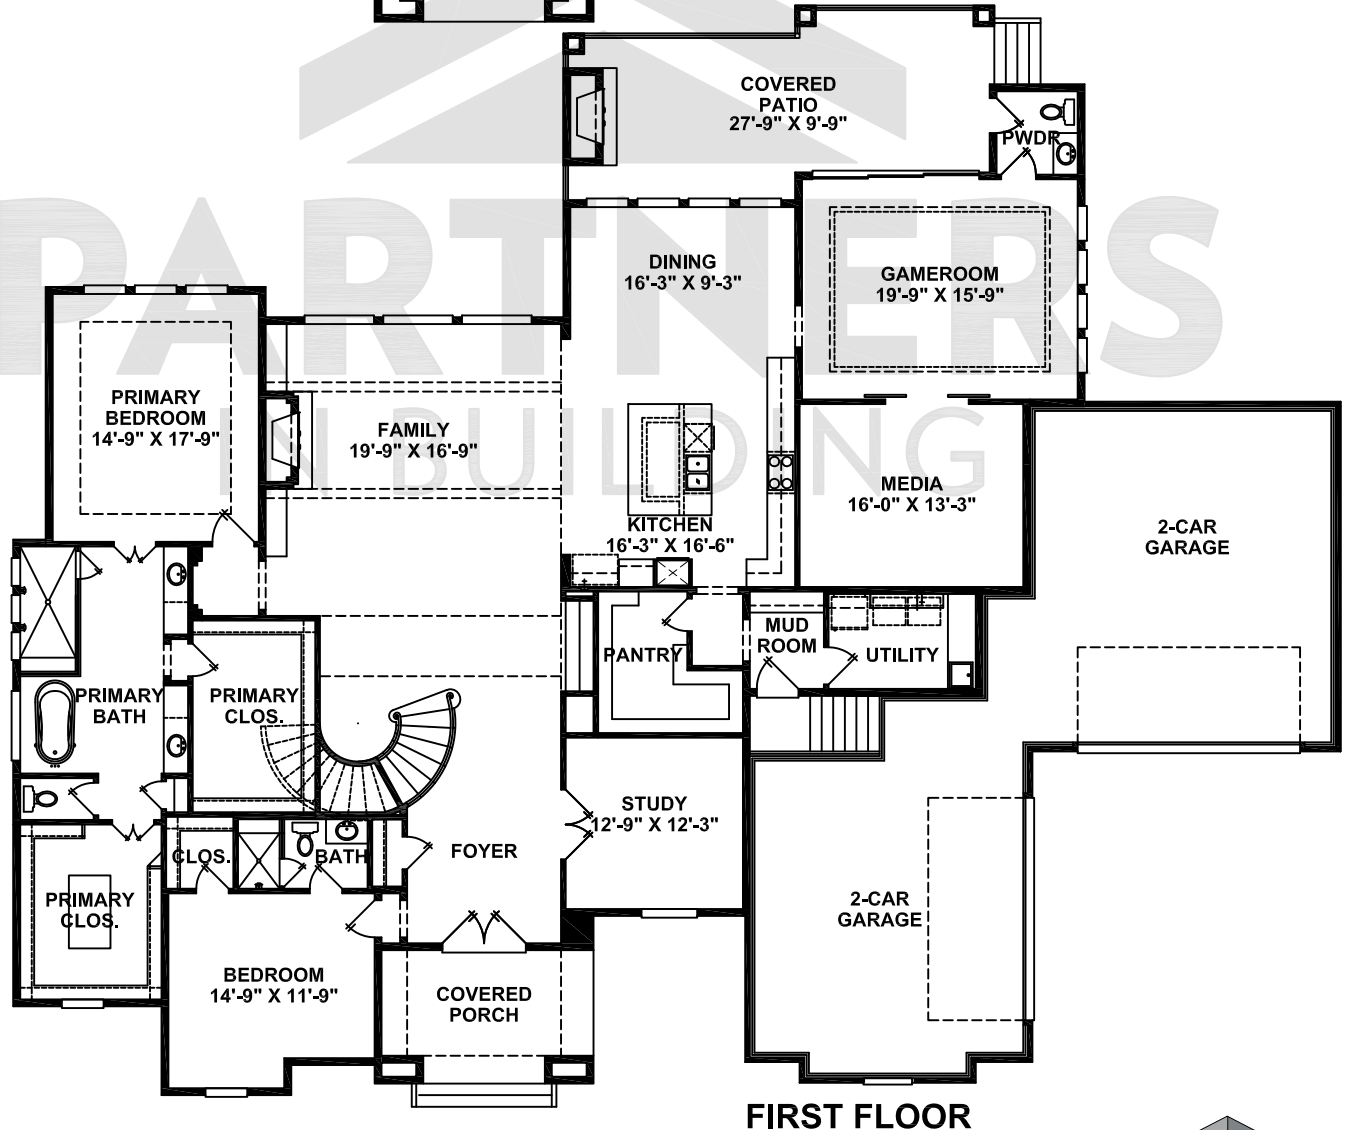 COVERED
PATIO
27'-9" X 9'-9"
PWDR
PARTNERS
IN BUILDING
DINING
16'-3" X 9'-3"
GAMEROOM
19'-9" X 15'-9"
PRIMARY
BEDROOM
14'-9" X 17'-9"
FAMILY
19'-9" X 16'-9"
MEDIA
16'-0" X 13'-3"
KITCHEN
16'-3" X 16'-6"
2-CAR
GARAGE
MUD
ROOM
PANTRY
UTILITY
PRIMARY
BATH
PRIMARY
CLOS.
STUDY
12'-9" X 12'-3"
FOYER
CLOS.
BATH
PRIMARY
CLOS.
2-CAR
GARAGE
BEDROOM
14'-9" X 11'-9"
COVERED
PORCH
FIRST FLOOR